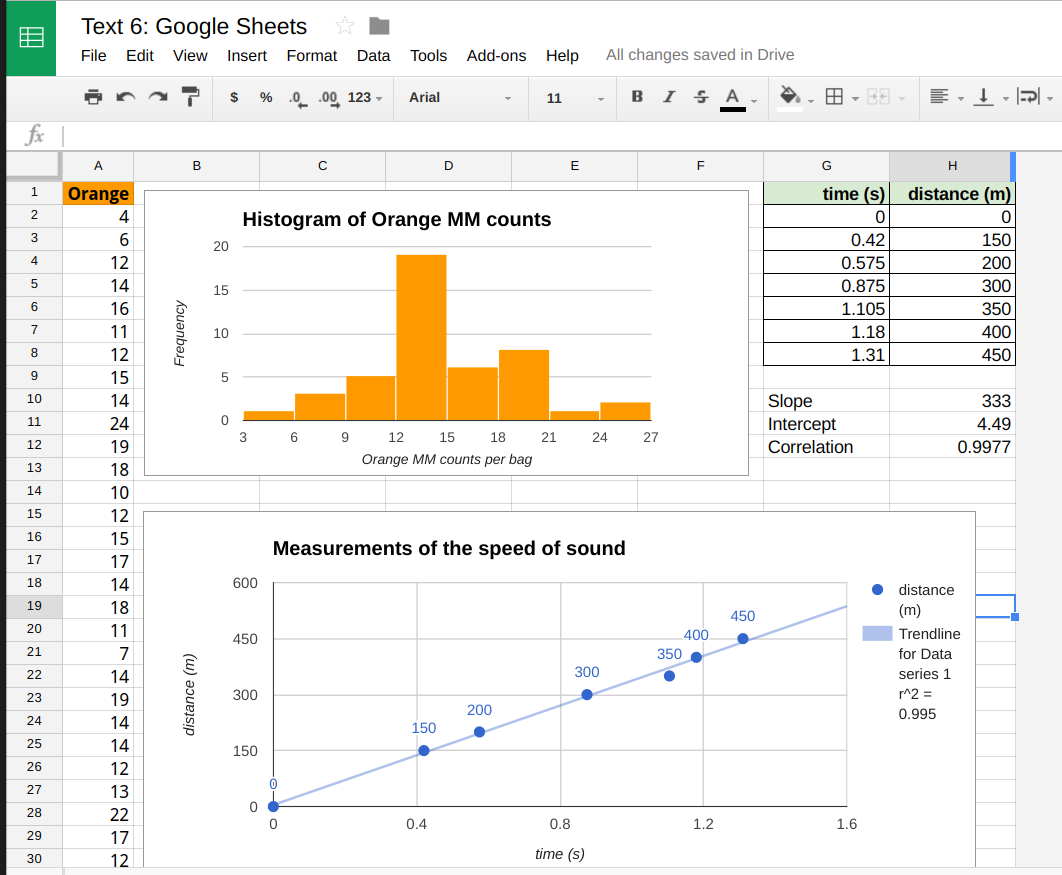 Text 6: Google Sheets
File Edit View Insert Format Data Tools Add-ons Help All changes saved in Drive
$ % .0 .00 123 Arial 11 B I S A
fx
A B C D E F G H
1 Orange time (s) distance (m)
2 4 0 0
3 6 0.42 150
4 12 0.575 200
5 14 0.875 300
6 16 1.105 350
7 11 1.18 400
8 12 1.31 450
9 15
10 14 Slope 333
11 24 Intercept 4.49
12 19 Correlation 0.9977
13 18
14 10
15 12
16 15
17 17
18 14
19 18
20 11
21 7
22 14
23 19
24 14
25 14
26 12
27 13
28 22
29 17
30 12
Histogram of Orange MM counts
Frequency
20
15
10
5
0
3 6 9 12 15 18 21 24 27
Orange MM counts per bag
Measurements of the speed of sound
distance (m)
600
450
300
150
0
0 150 200 300 350 400 450
0 0.4 0.8 1.2 1.6
time (s)
distance
(m)
Trendline
for Data
series 1
r^2 =
0.995